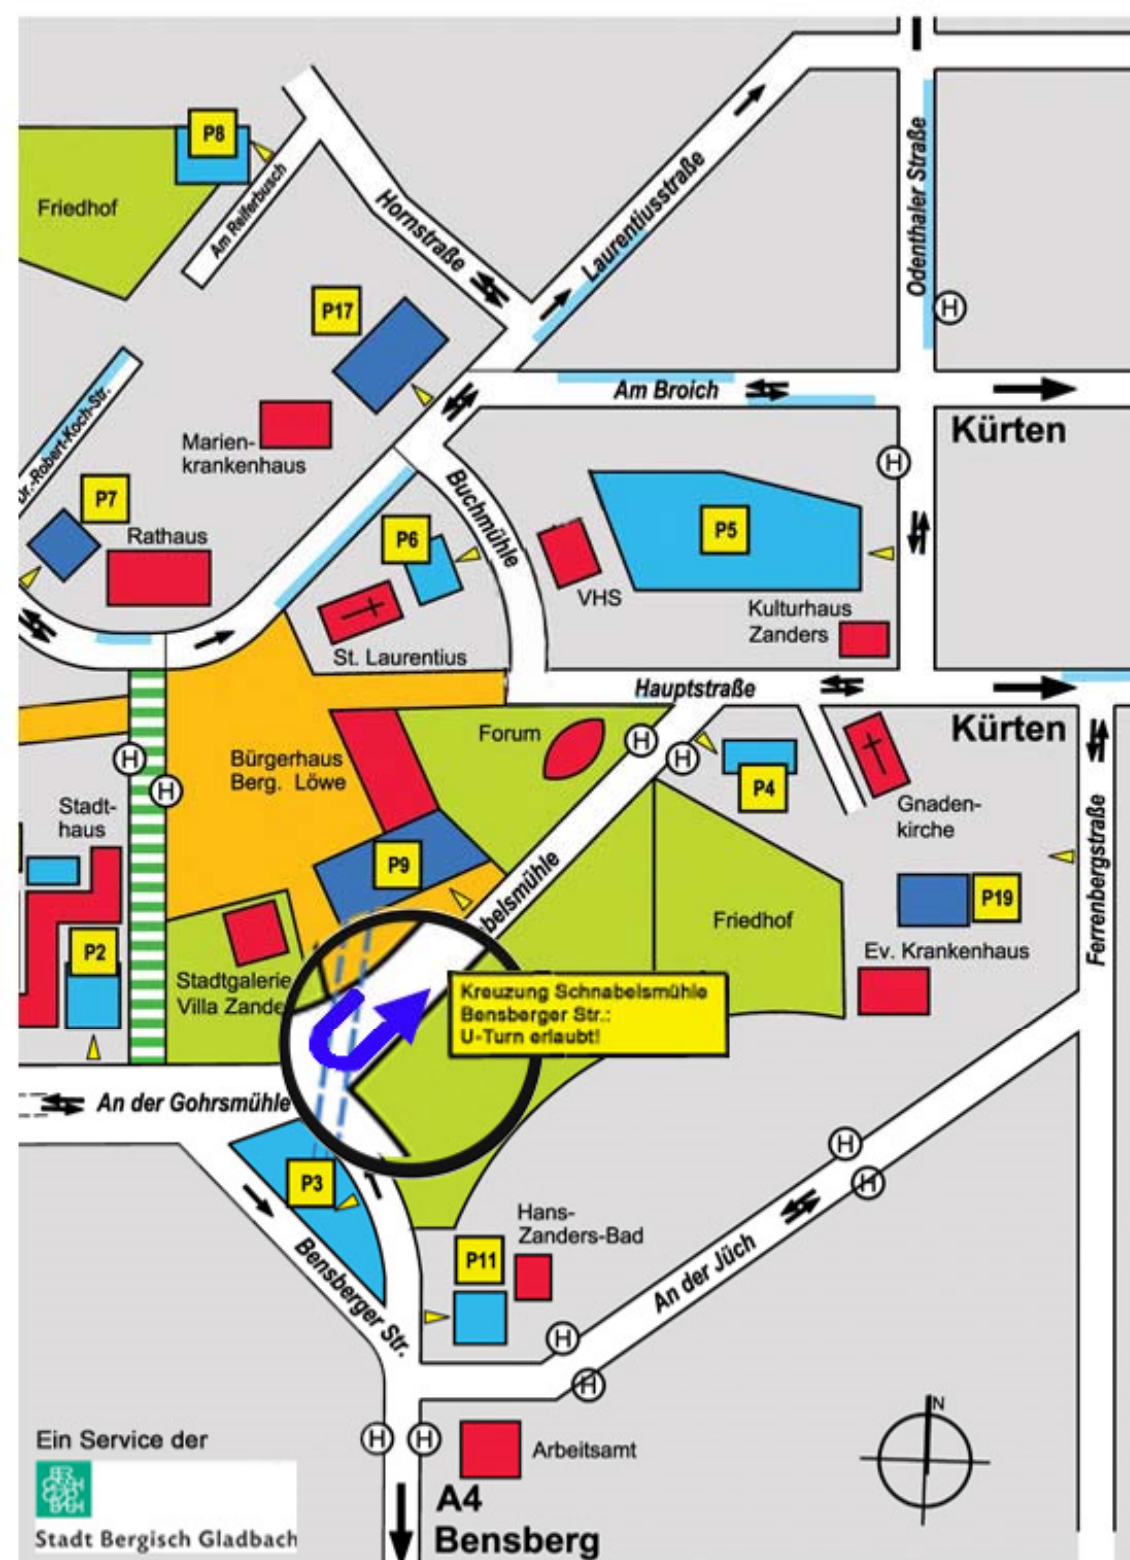 P8
Friedhof
Am Reiferbusch
Hornstraße
Laurentiusstraße
Odenthaler Straße
H
P17
Am Broich
Kürten
Marien-
krankenhaus
Dr.-Robert-Koch-Str.
P7
Rathaus
Buchmühle
P6
P5
H
VHS
Kulturhaus
Zanders
St. Laurentius
Hauptstraße
Kürten
Forum
H
H
Bürgerhaus
Berg. Löwe
H
H
P4
Gnaden-
kirche
Stadt-
haus
P9
belsmühle
Friedhof
P19
Ev. Krankenhaus
Ferrenbergstraße
P2
Stadtgalerie
Villa Zande
Kreuzung Schnabelsmühle
Bensberger Str.:
U-Turn erlaubt!
An der Gohrsmühle
P3
H
H
Hans-
Zanders-Bad
P11
Bensberger Str.
An der Jüch
H
H
N
H
H
Arbeitsamt
A4
Bensberg
Ein Service der
Stadt Bergisch Gladbach